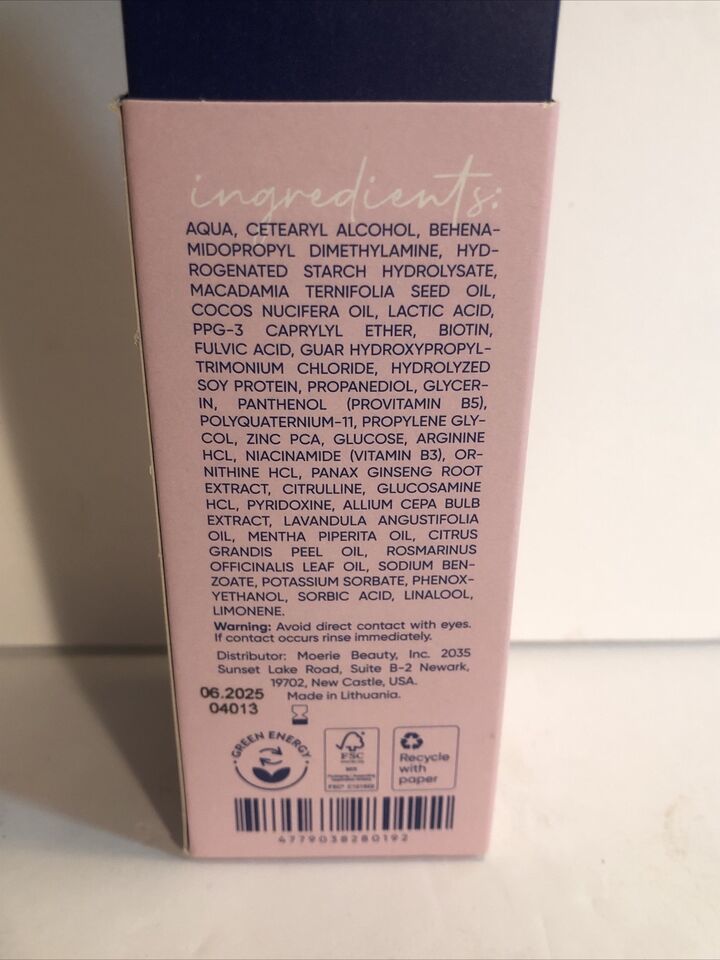 ingredients:
AQUA, CETEARYL ALCOHOL, BEHENA-
MIDOPROPYL DIMETHYLAMINE, HYD-
ROGENATED STARCH HYDROLYSATE,
MACADAMIA TERNIFOLIA SEED OIL,
COCOS NUCIFERA OIL, LACTIC ACID,
PPG-3 CAPRYLYL ETHER, BIOTIN,
FULVIC ACID, GUAR HYDROXYPROPYL-
TRIMONIUM CHLORIDE, HYDROLYZED
SOY PROTEIN, PROPANEDIOL, GLYCER-
IN, PANTHENOL (PROVITAMIN B5),
POLYQUATERNIUM-11, PROPYLENE GLY-
COL, ZINC PCA, GLUCOSE, ARGININE
HCL, NIACINAMIDE (VITAMIN B3), OR-
NITHINE HCL, PANAX GINSENG ROOT
EXTRACT, CITRULLINE, GLUCOSAMINE
HCL, PYRIDOXINE, ALLIUM CEPA BULB
EXTRACT, LAVANDULA ANGUSTIFOLIA
OIL, MENTHA PIPERITA OIL, CITRUS
GRANDIS PEEL OIL, ROSMARINUS
OFFICINALIS LEAF OIL, SODIUM BEN-
ZOATE, POTASSIUM SORBATE, PHENOX-
YETHANOL, SORBIC ACID, LINALOOL,
LIMONENE.
Warning: Avoid direct contact with eyes.
If contact occurs rinse immediately.
Distributor: Moerie Beauty, Inc. 2035
Sunset Lake Road, Suite B-2 Newark,
19702, New Castle, USA.
Made in Lithuania.
06.2025
04013
GREEN ENERGY
FSC
Recycle
with
paper
4779038280192